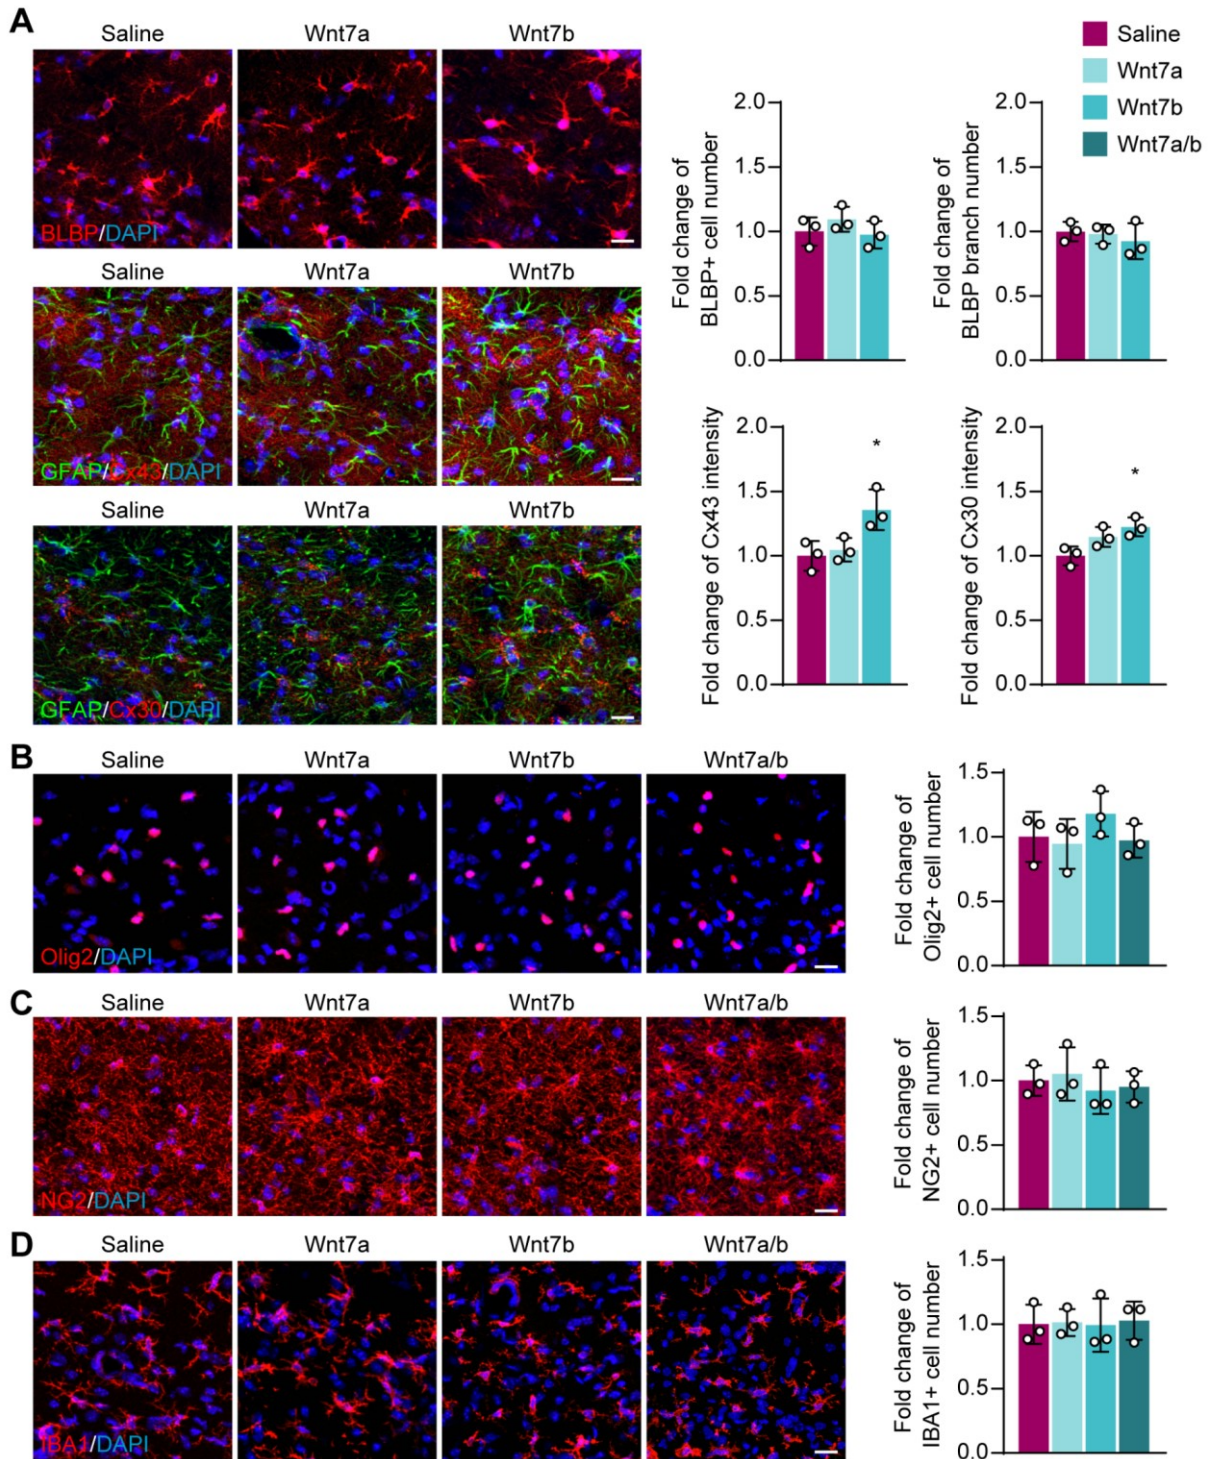 A
Saline Wnt7a Wnt7b
BLBP/DAPI
Saline Wnt7a Wnt7b
GFAP/Cx43/DAPI
Saline Wnt7a Wnt7b
GFAP/Cx30/DAPI
Saline
Wnt7a
Wnt7b
Wnt7a/b
Fold change of
BLBP+ cell number
2.0
1.5
1.0
0.5
0.0
Fold change of
BLBP branch number
2.0
1.5
1.0
0.5
0.0
Fold change of Cx43 intensity
2.0
1.5
1.0
0.5
0.0
*
Fold change of Cx30 intensity
2.0
1.5
1.0
0.5
0.0
*
B
Saline Wnt7a Wnt7b Wnt7a/b
Olig2/DAPI
Fold change of
Olig2+ cell number
1.5
1.0
0.5
0.0
C
Saline Wnt7a Wnt7b Wnt7a/b
NG2/DAPI
Fold change of
NG2+ cell number
1.5
1.0
0.5
0.0
D
Saline Wnt7a Wnt7b Wnt7a/b
IBA1/DAPI
Fold change of
IBA1+ cell number
1.5
1.0
0.5
0.0